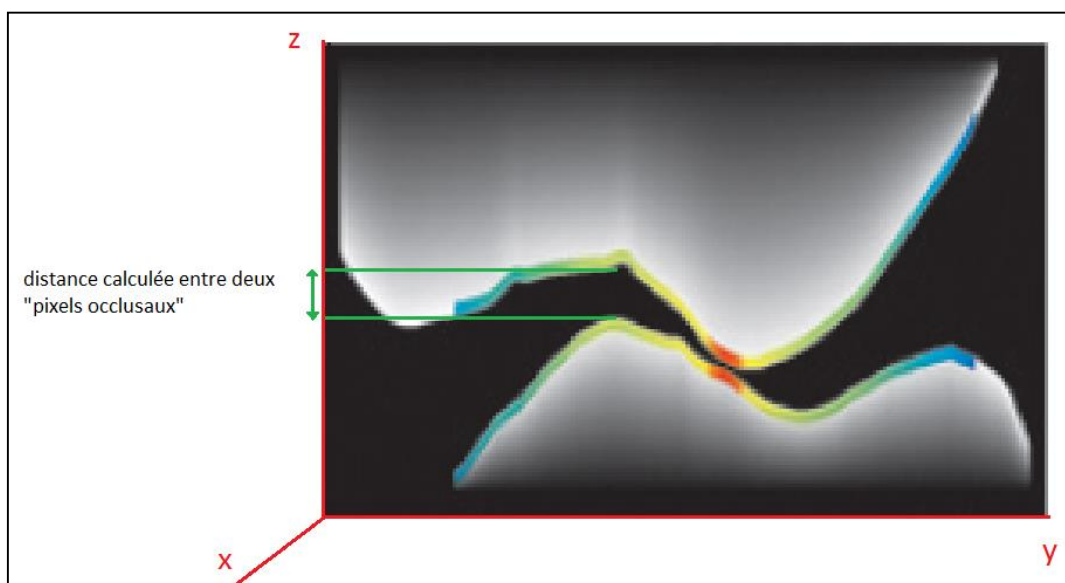 z
distance calculée entre deux
"pixels occlusaux"
x
y